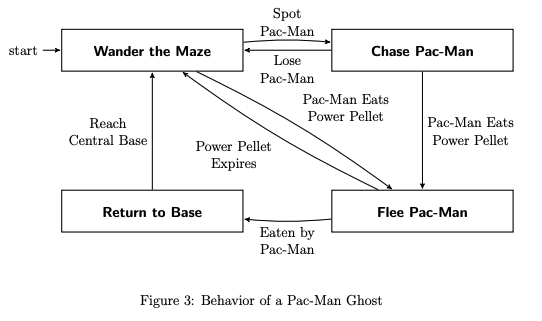 Spot
Pac-Man
start
Wander the Maze
Chase Pac-Man
Lose
Pac-Man
Pac-Man Eats
Power Pellet
Reach
Central Base
Pac-Man Eats
Power Pellet
Power Pellet
Expires
Return to Base
Flee Pac-Man
Eaten by
Pac-Man
Figure 3: Behavior of a Pac-Man Ghost